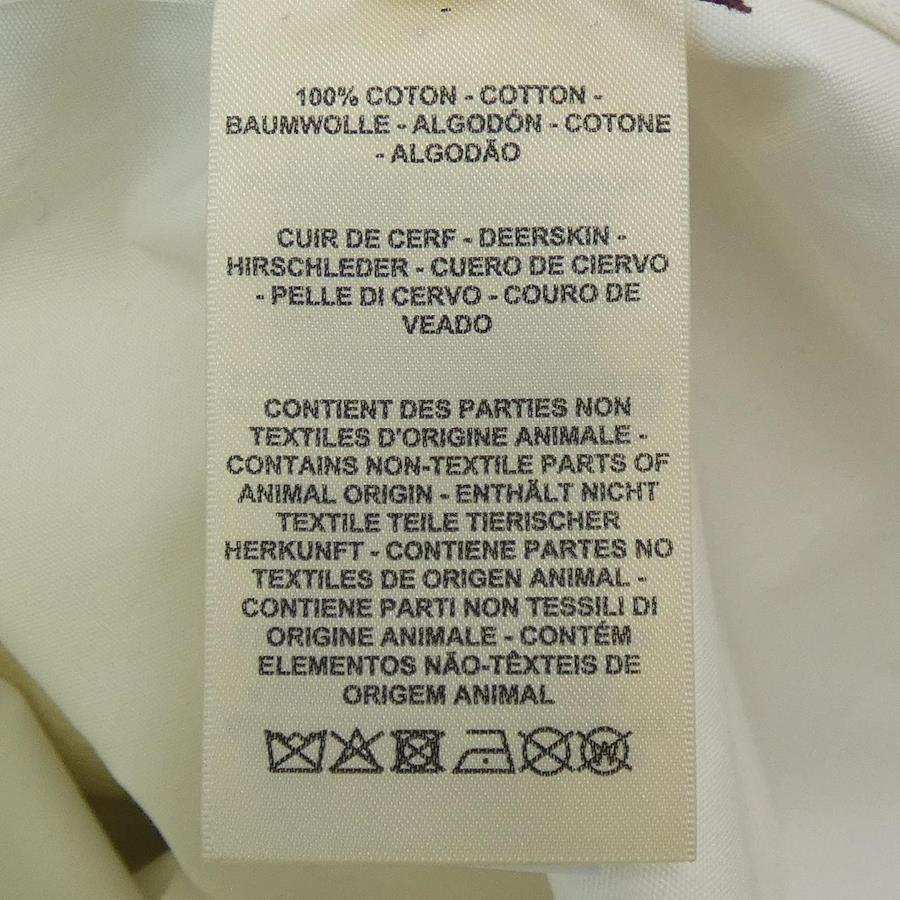 100% COTON - COTTON -
BAUMWOLLE - ALGODÓN - COTONE
- ALGODÃO
CUIR DE CERF - DEERSKIN -
HIRSCHLEDER - CUERO DE CIERVO
- PELLE DI CERVO - COURO DE
VEADO
CONTIENT DES PARTIES NON
TEXTILES D'ORIGINE ANIMALE -
CONTAINS NON-TEXTILE PARTS OF
ANIMAL ORIGIN - ENTHÄLT NICHT
TEXTILE TEILE TIERISCHER
HERKUNFT - CONTIENE PARTES NO
TEXTILES DE ORIGEN ANIMAL -
CONTIENE PARTI NON TESSILI DI
ORIGINE ANIMALE - CONTÉM
ELEMENTOS NÃO-TÊXTEIS DE
ORIGEM ANIMAL
W